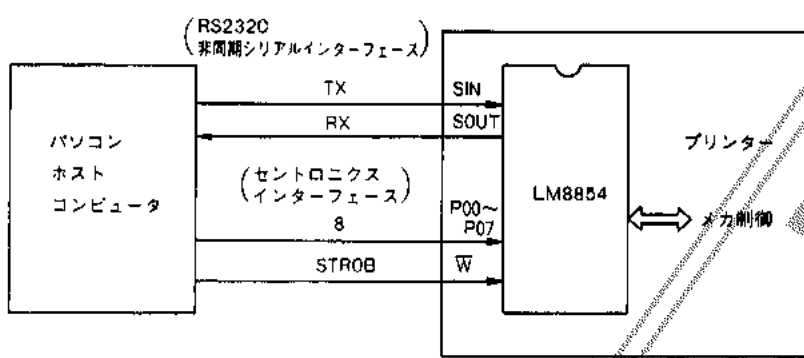 RS232C
非同期シリアルインターフェース
TX
SIN
RX
SOUT
パソコン
ホスト
コンピュータ
セントロニクス
インターフェース
8
P00～
P07
STROB
W
LM8854
プリンター
メカ制御